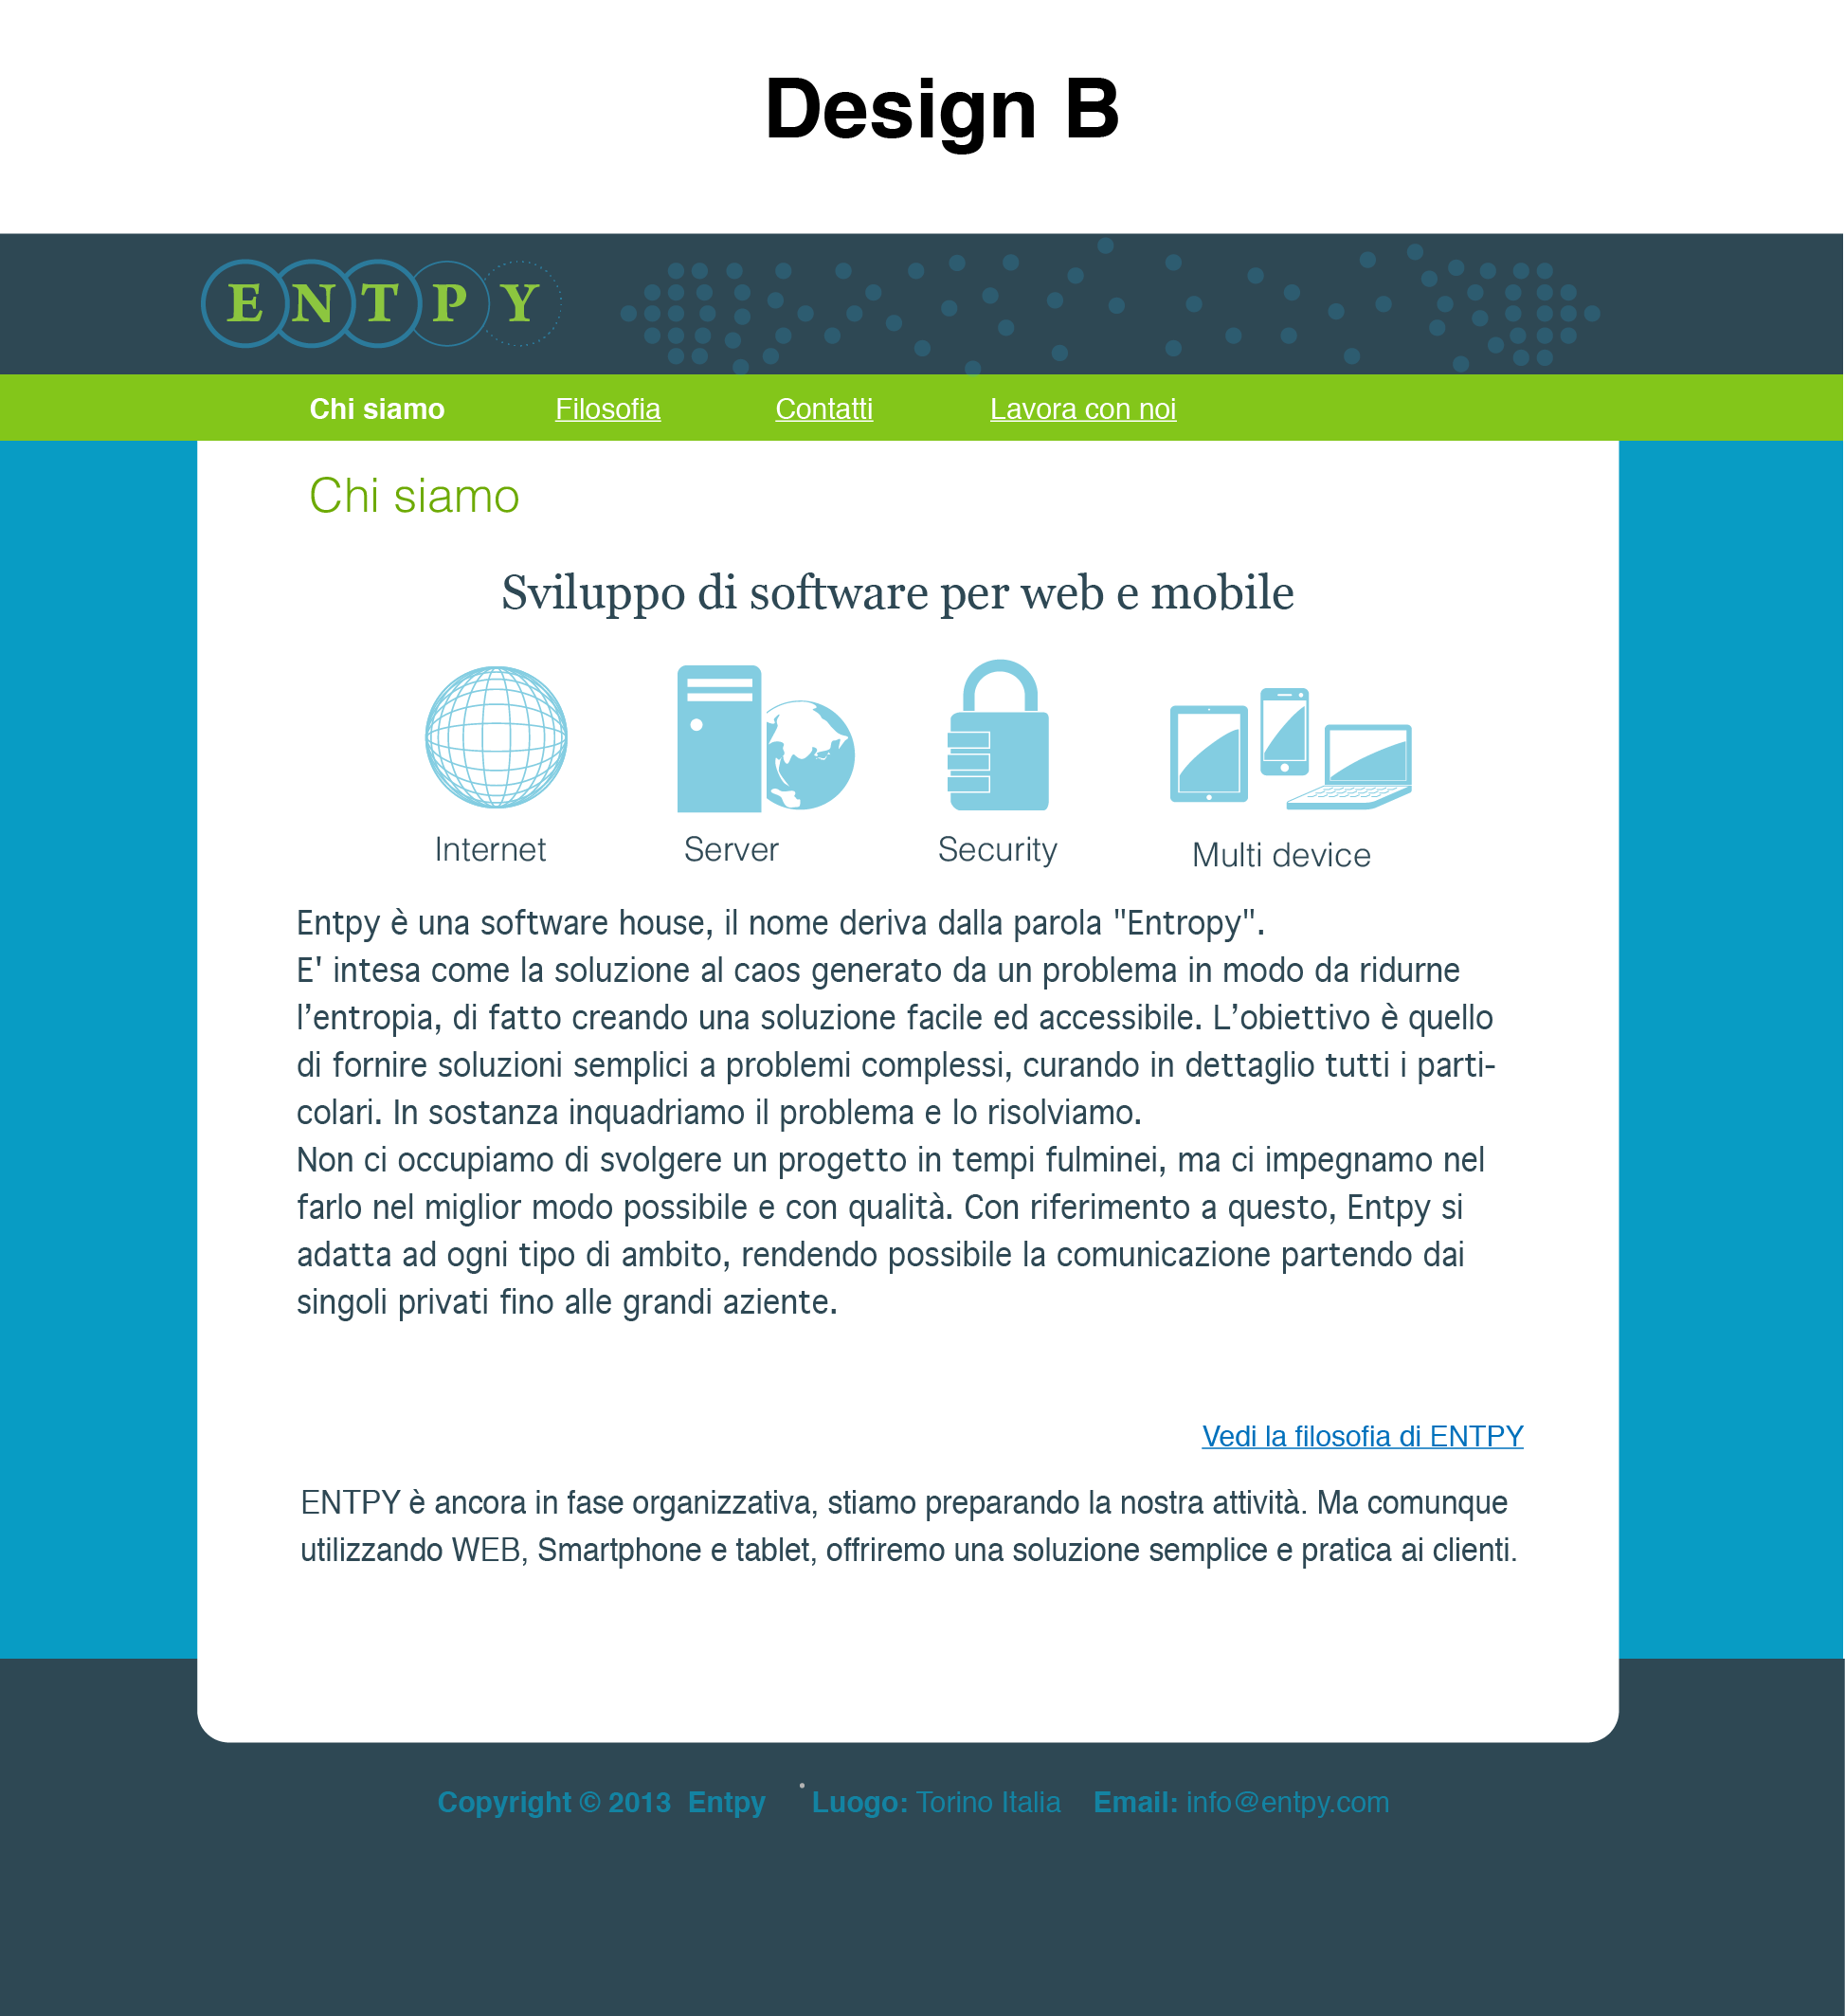 Design B
ENTPY
Chi siamo Filosofia Contatti Lavora con noi
Chi siamo
Sviluppo di software per web e mobile
Internet Server Security Multi device
Entpy è una software house, il nome deriva dalla parola "Entropy".
E' intesa come la soluzione al caos generato da un problema in modo da ridurne
l’entropia, di fatto creando una soluzione facile ed accessibile. L’obiettivo è quello
di fornire soluzioni semplici a problemi complessi, curando in dettaglio tutti i parti-
colari. In sostanza inquadriamo il problema e lo risolviamo.
Non ci occupiamo di svolgere un progetto in tempi fulminei, ma ci impegnamo nel
farlo nel miglior modo possibile e con qualità. Con riferimento a questo, Entpy si
adatta ad ogni tipo di ambito, rendendo possibile la comunicazione partendo dai
singoli privati fino alle grandi aziente.
Vedi la filosofia di ENTPY
ENTPY è ancora in fase organizzativa, stiamo preparando la nostra attività. Ma comunque
utilizzando WEB, Smartphone e tablet, offriremo una soluzione semplice e pratica ai clienti.
Copyright © 2013 Entpy Luogo: Torino Italia Email: info@entpy.com